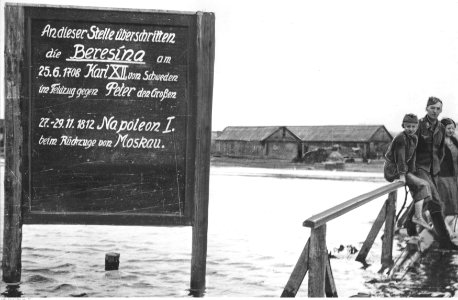 An dieser Stelle überschritten
die Beresina am
25.6.1708 Karl XII. von Schweden
im Feldzug gegen Peter den Großen
27.-29.11.1812 Napoleon I.
beim Rückzuge von Moskau.